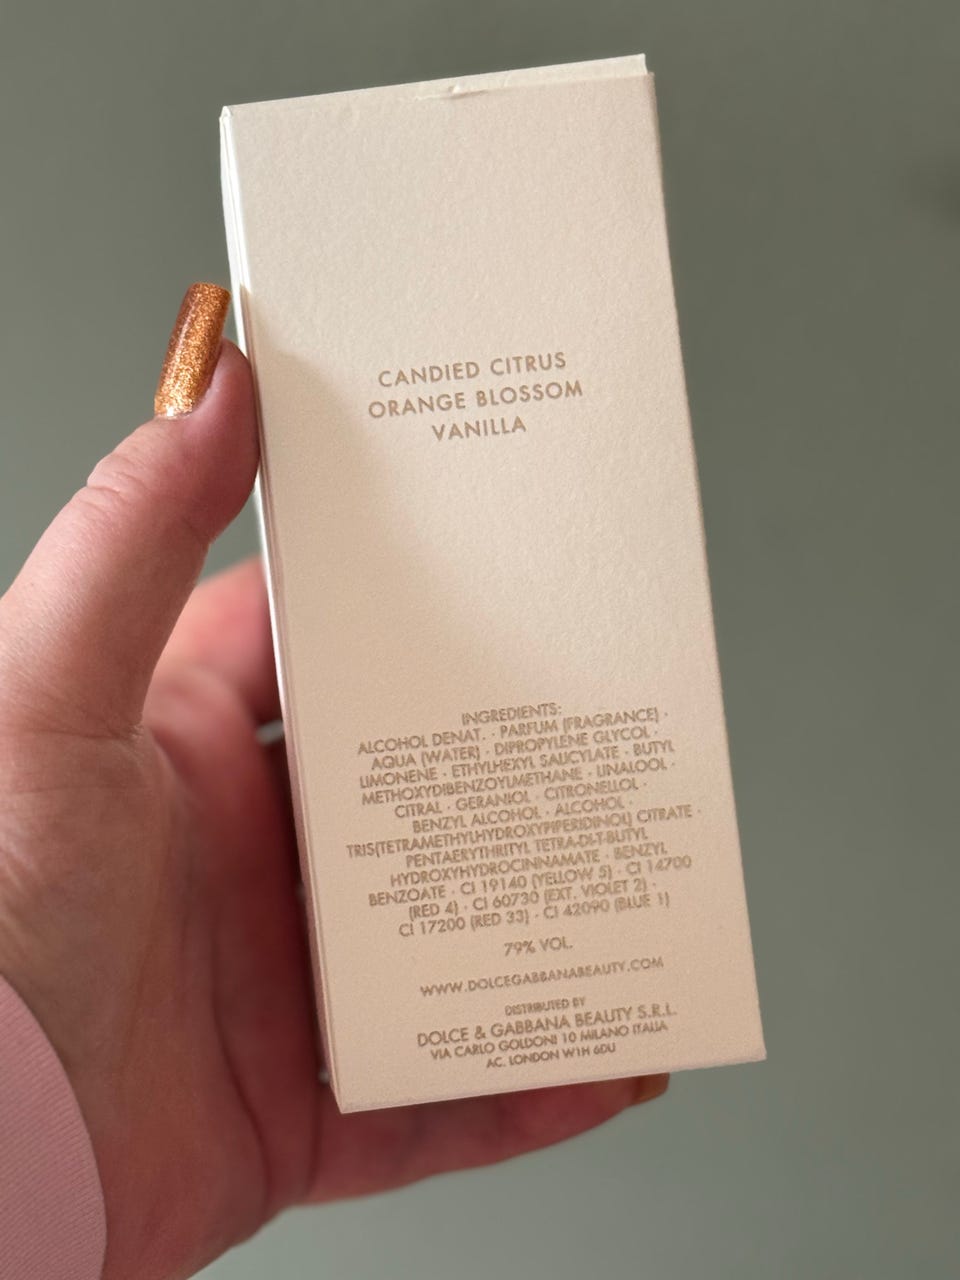 CANDIED CITRUS
ORANGE BLOSSOM
VANILLA
INGREDIENTS:
ALCOHOL DENAT. · PARFUM (FRAGRANCE) ·
AQUA (WATER) · DIPROPYLENE GLYCOL ·
LIMONENE · ETHYLHEXYL SALICYLATE · BUTYL
METHOXYDIBENZOYLMETHANE · LINALOOL ·
CITRAL · GERANIOL · CITRONELLOL ·
BENZYL ALCOHOL · ALCOHOL ·
TRIS(TETRAMETHYLHYDROXYPIPERIDINOL) CITRATE ·
PENTAERYTHRITYL TETRA-DI-T-BUTYL
HYDROXYHYDROCINNAMATE · BENZYL
BENZOATE · CI 19140 (YELLOW 5) · CI 14700
(RED 4) · CI 60730 (EXT. VIOLET 2) ·
CI 17200 (RED 33) · CI 42090 (BLUE 1)
79% VOL.
WWW.DOLCEGABBANABEAUTY.COM
DISTRIBUTED BY
DOLCE & GABBANA BEAUTY S.R.L.
VIA CARLO GOLDONI 10 MILANO ITALIA
AC. LONDON W1H 6DU